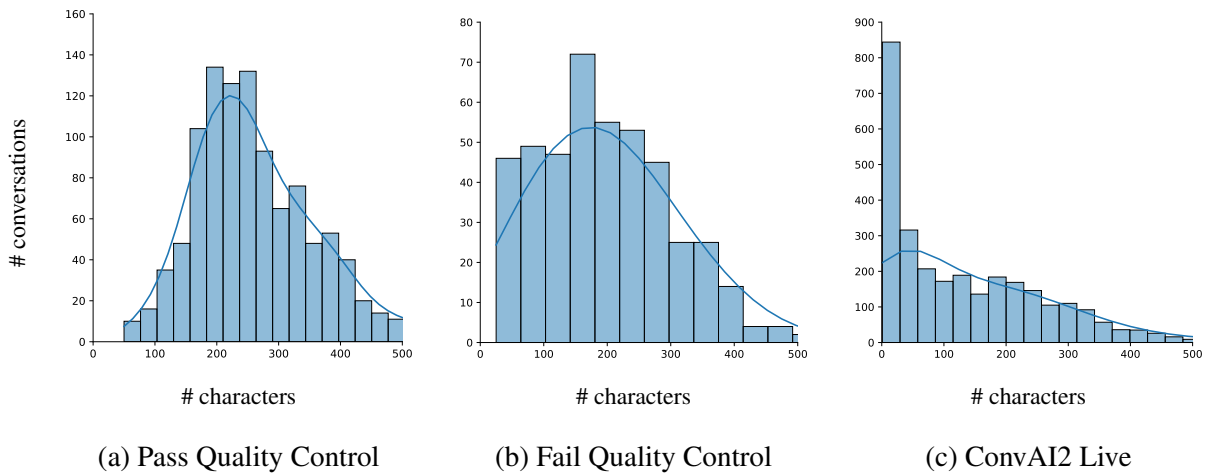 # conversations
160
140
120
100
80
60
40
20
0
0 100 200 300 400 500
# characters
(a) Pass Quality Control
80
70
60
50
40
30
20
10
0
0 100 200 300 400 500
# characters
(b) Fail Quality Control
900
800
700
600
500
400
300
200
100
0
0 100 200 300 400 500
# characters
(c) ConvAI2 Live